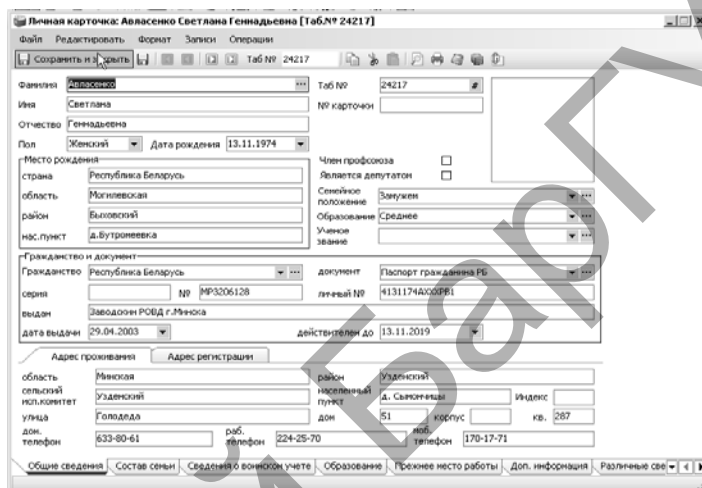 Личная карточка: Авласенко Светлана Геннадьевна [Таб.№ 24217]
Файл Редактировать Формат Записи Операции
Сохранить и закрыть Таб № 24217
Фамилия Авласенко Таб № 24217
Имя Светлана № карточки
Отчество Геннадьевна
Пол Женский Дата рождения 13.11.1974
Место рождения Член профсоюза
страна Республика Беларусь Является депутатом
область Могилевская Семейное положение Замужем
район Быховский Образование Среднее
нас.пункт д.Бутромеевка Ученое звание
Гражданство и документ
Гражданство Республика Беларусь документ Паспорт гражданина РБ
серия № МР3206128 личный № 4131174АХХХРВ1
выдан Заводским РОВД г.Минска
дата выдачи 29.04.2003 действителен до 13.11.2019
Адрес проживания Адрес регистрации
область Минская район Узденский
сельский исп.комитет Узденский населенный пункт д. Сымончицы Индекс
улица Голодеда дом 51 корпус кв. 287
дом. телефон 633-80-61 раб. телефон 224-25-70 моб. телефон 170-17-71
Общие сведения Состав семьи Сведения о воинском учете Образование Прежнее место работы Доп. информация Различные све